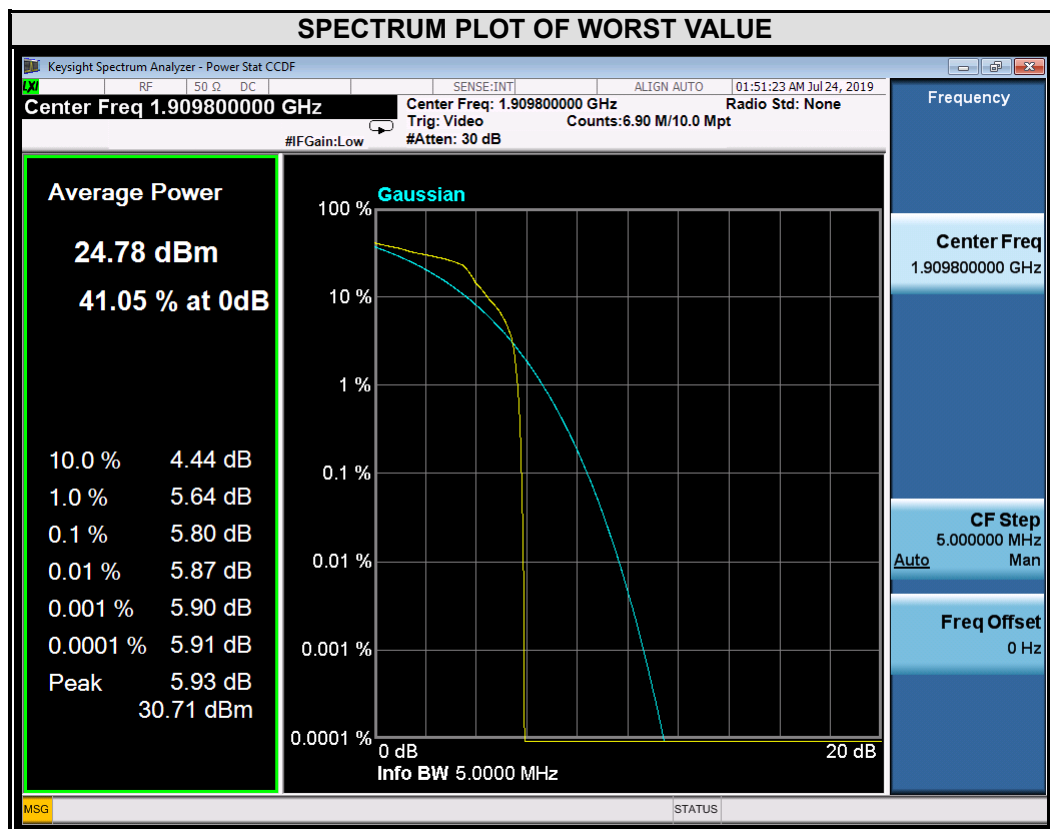 SPECTRUM PLOT OF WORST VALUE
Keysight Spectrum Analyzer - Power Stat CCDF
LXI RF 50 Ω DC SENSE:INT ALIGN AUTO 01:51:23 AM Jul 24, 2019
Center Freq 1.909800000 GHz
#IFGain:Low
Center Freq: 1.909800000 GHz Radio Std: None
Trig: Video Counts:6.90 M/10.0 Mpt
#Atten: 30 dB
Average Power
24.78 dBm
41.05 % at 0dB
10.0 % 4.44 dB
1.0 % 5.64 dB
0.1 % 5.80 dB
0.01 % 5.87 dB
0.001 % 5.90 dB
0.0001 % 5.91 dB
Peak 5.93 dB
30.71 dBm
Gaussian
100 %
10 %
1 %
0.1 %
0.01 %
0.001 %
0.0001 %
0 dB 20 dB
Info BW 5.0000 MHz
Frequency
Center Freq
1.909800000 GHz
CF Step
5.000000 MHz
Auto Man
Freq Offset
0 Hz
MSG STATUS